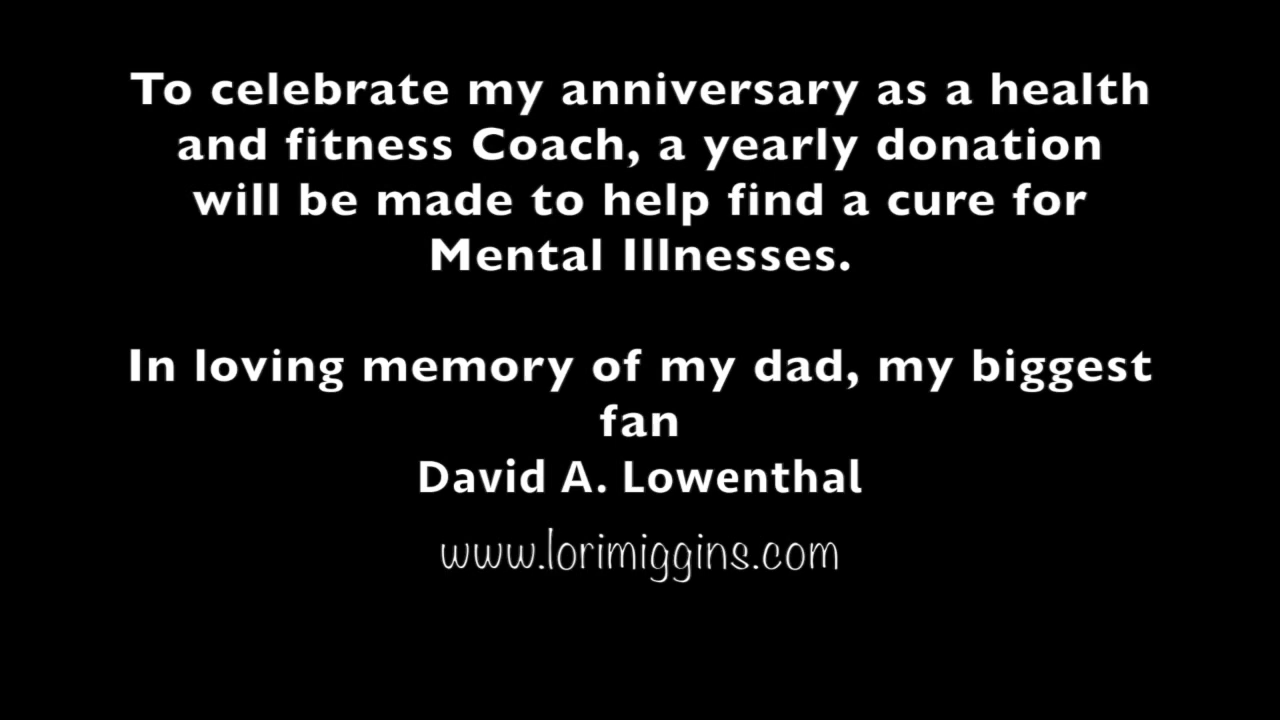 To celebrate my anniversary as a health
and fitness Coach, a yearly donation
will be made to help find a cure for
Mental Illnesses.
In loving memory of my dad, my biggest
fan
David A. Lowenthal
www.lorimiggins.com